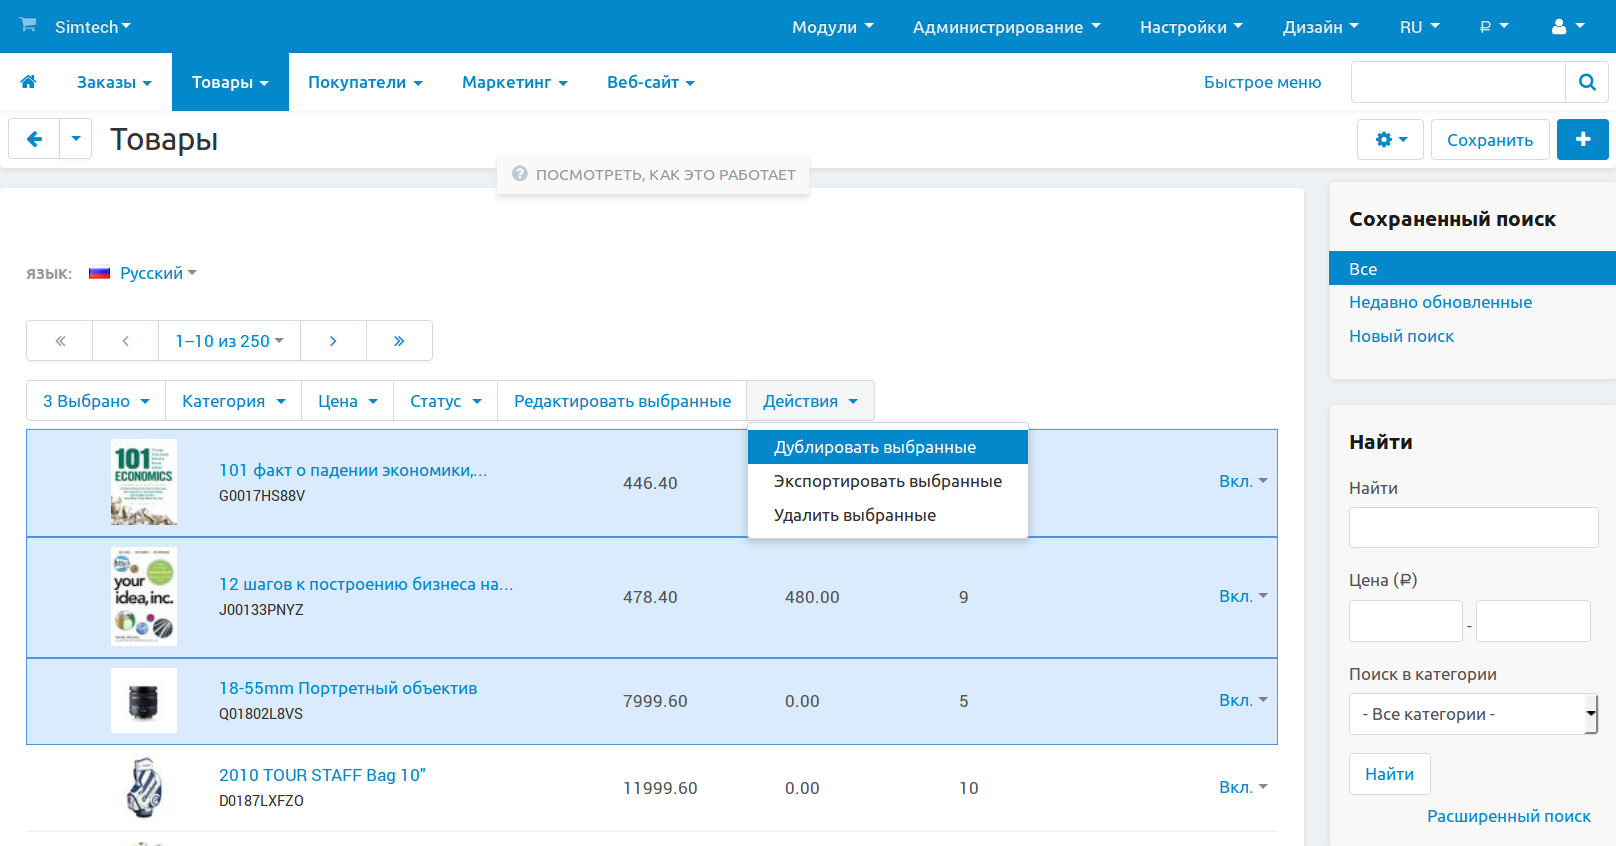 Simtech
Модули
Администрирование
Настройки
Дизайн
RU
₽
Заказы
Товары
Покупатели
Маркетинг
Веб-сайт
Быстрое меню
Товары
Сохранить
ПОСМОТРЕТЬ, КАК ЭТО РАБОТАЕТ
язык:
Русский
« ‹ 1–10 из 250 › »
3 Выбрано
Категория
Цена
Статус
Редактировать выбранные
Действия
Дублировать выбранные
Экспортировать выбранные
Удалить выбранные
101 ECONOMICS
101 факт о падении экономики,...
G0017HS88V
446.40
Вкл.
your idea, inc.
12 шагов к построению бизнеса на...
J00133PNYZ
478.40
480.00
9
Вкл.
18-55mm Портретный объектив
Q01802L8VS
7999.60
0.00
5
Вкл.
2010 TOUR STAFF Bag 10"
D0187LXFZO
11999.60
0.00
10
Вкл.
Сохраненный поиск
Все
Недавно обновленные
Новый поиск
Найти
Найти
Цена (₽)
-
Поиск в категории
- Все категории -
Найти
Расширенный поиск